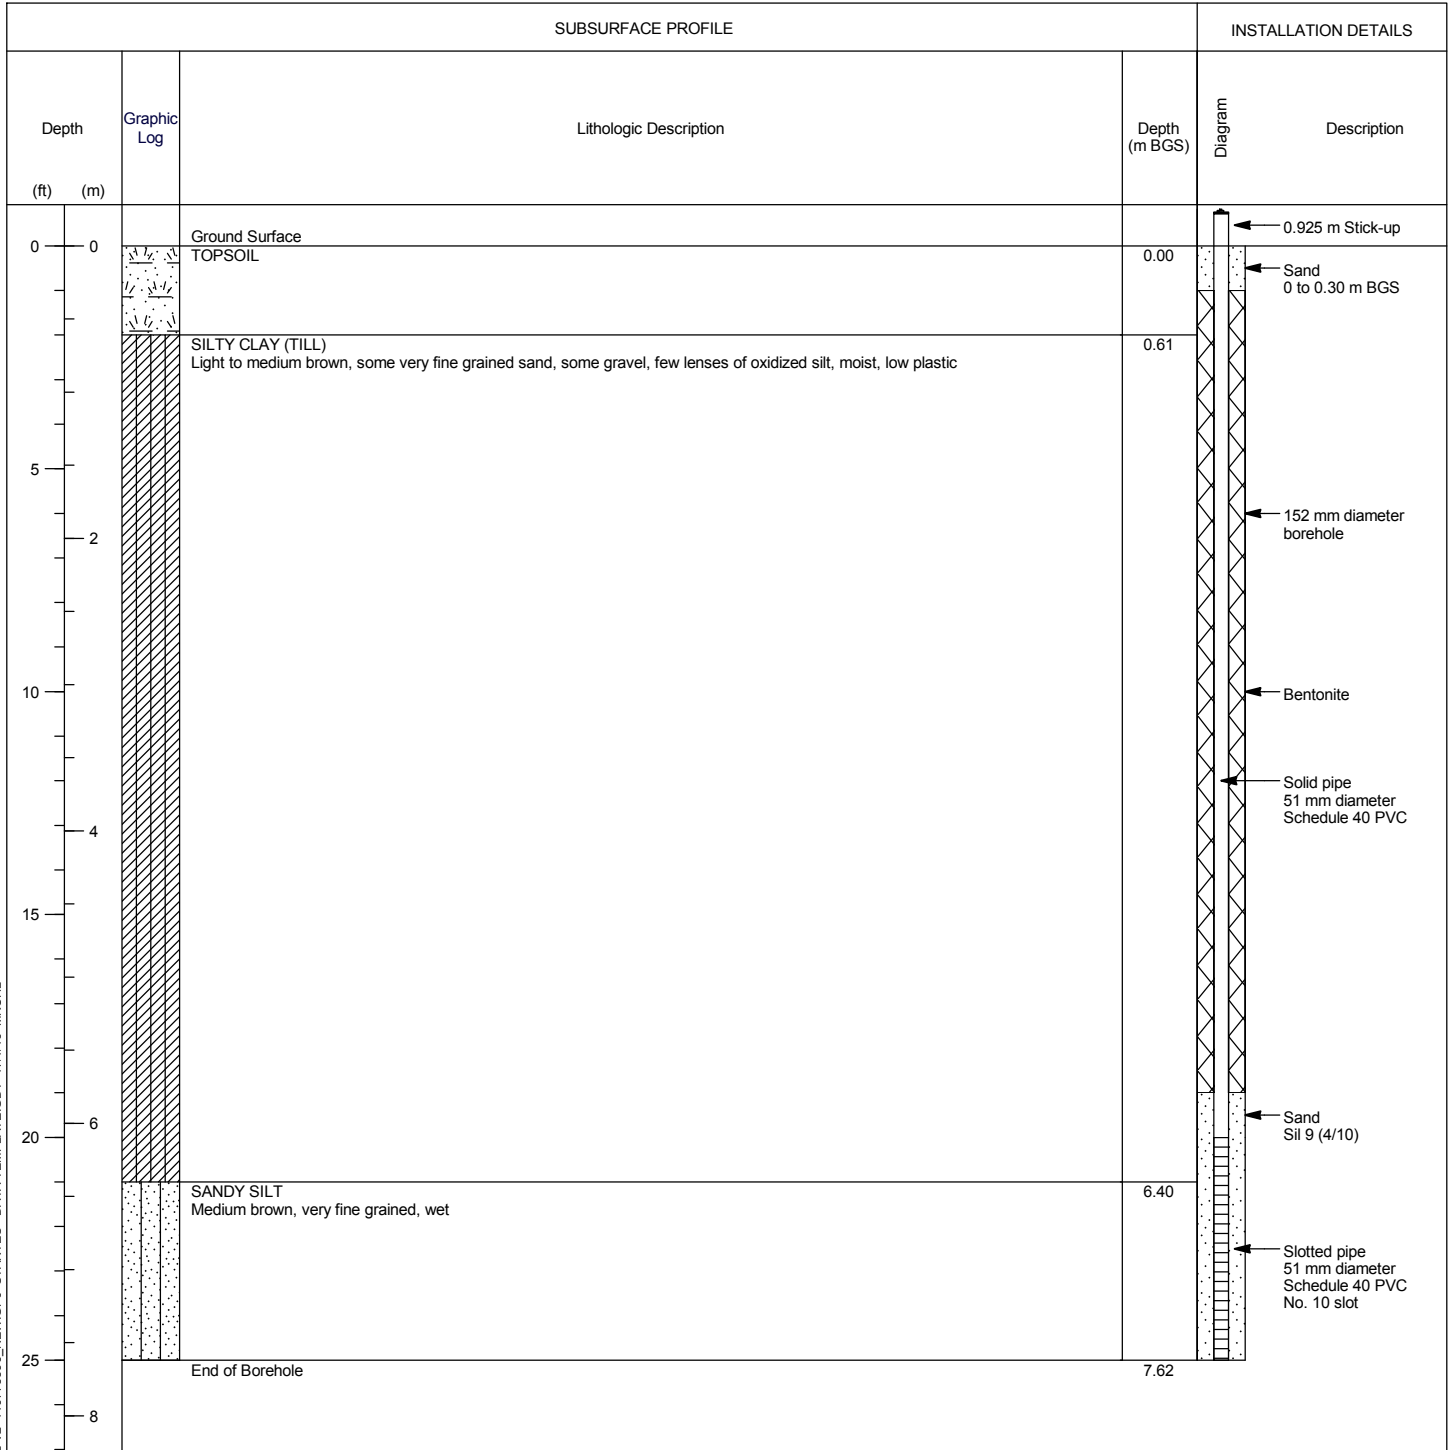 SUBSURFACE PROFILE
INSTALLATION DETAILS
Depth
(ft) (m)
Graphic
Log
Lithologic Description
Depth
(m BGS)
Diagram
Description
Ground Surface
0.925 m Stick-up
0 0
TOPSOIL
0.00
Sand
0 to 0.30 m BGS
SILTY CLAY (TILL)
0.61
Light to medium brown, some very fine grained sand, some gravel, few lenses of oxidized silt, moist, low plastic
5
152 mm diameter
borehole
2
10
Bentonite
Solid pipe
51 mm diameter
Schedule 40 PVC
4
15
6
Sand
Sil 9 (4/10)
20
SANDY SILT
6.40
Medium brown, very fine grained, wet
Slotted pipe
51 mm diameter
Schedule 40 PVC
No. 10 slot
25
End of Borehole
7.62
8